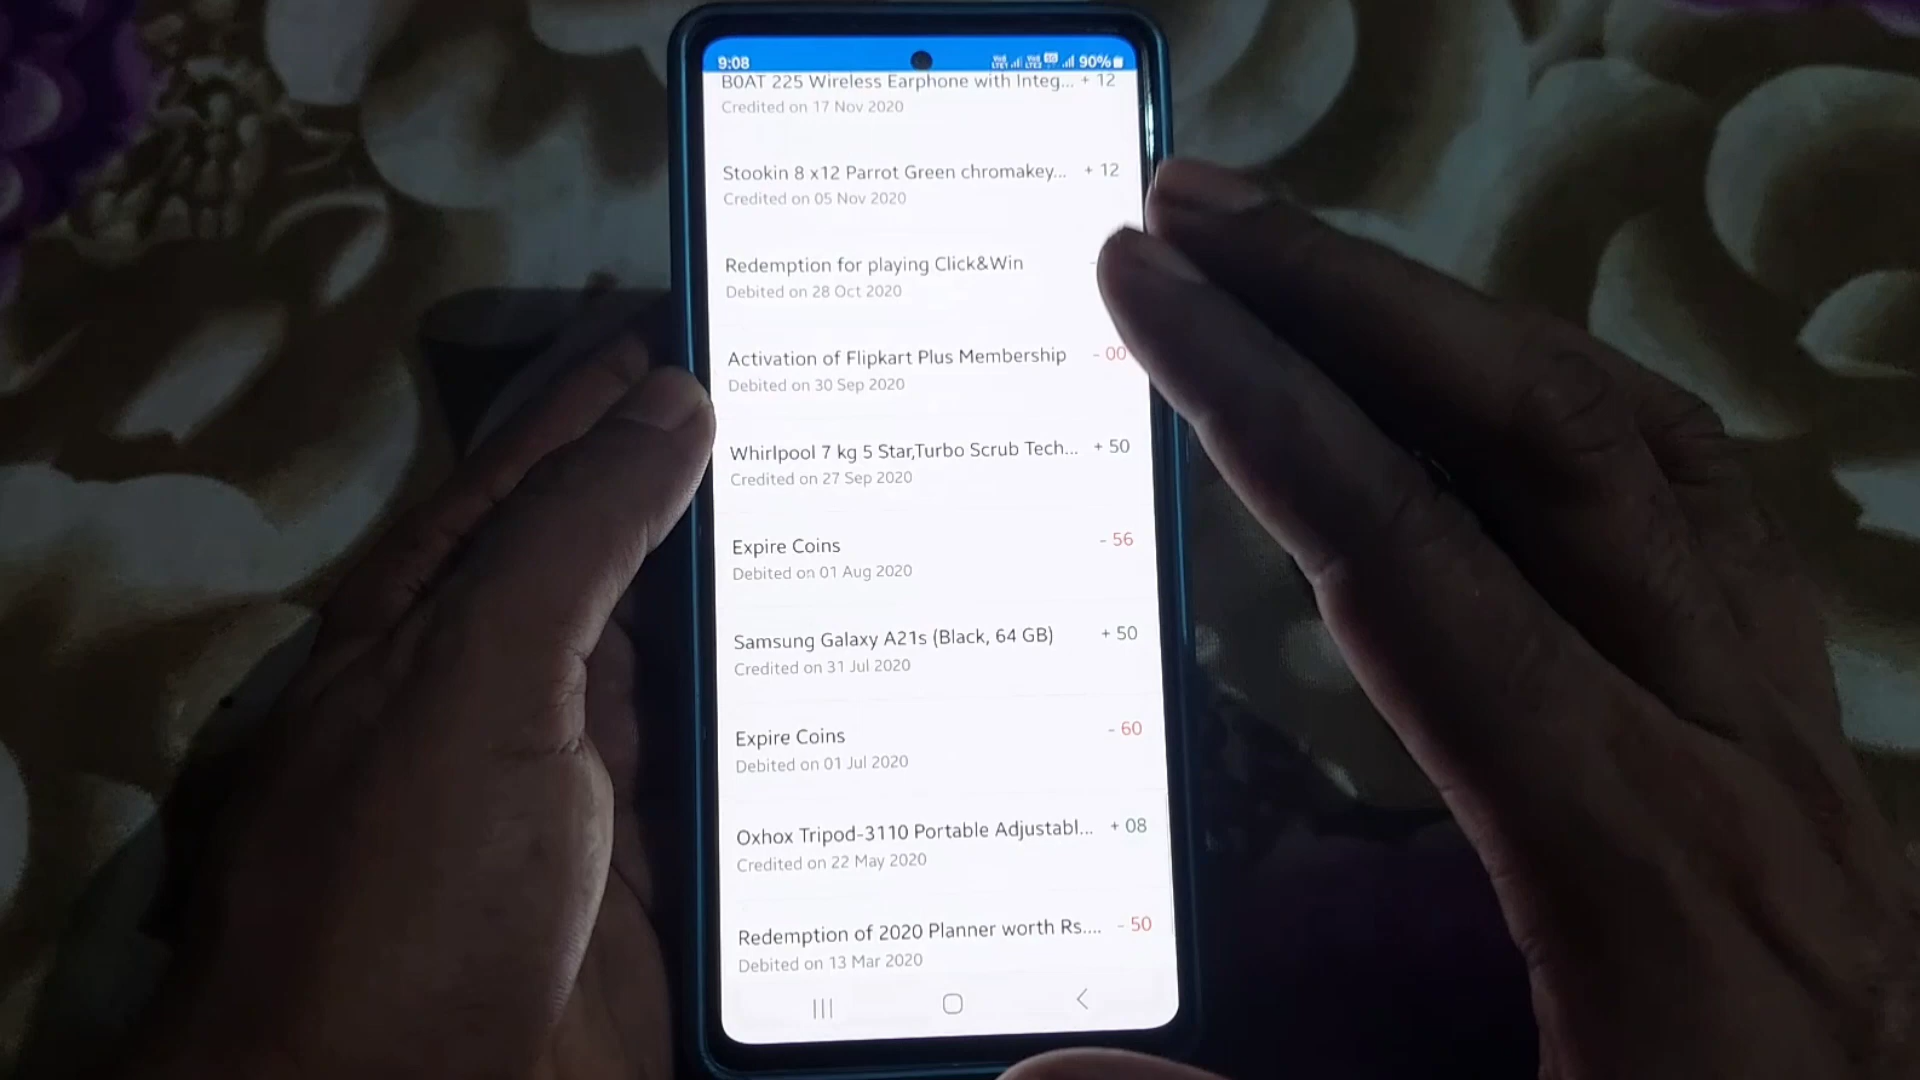 9:08 90%
BOAT 225 Wireless Earphone with Integ... + 12
Credited on 17 Nov 2020
Stookin 8 x12 Parrot Green chromakey... + 12
Credited on 05 Nov 2020
Redemption for playing Click&Win -
Debited on 28 Oct 2020
Activation of Flipkart Plus Membership - 00
Debited on 30 Sep 2020
Whirlpool 7 kg 5 Star,Turbo Scrub Tech... + 50
Credited on 27 Sep 2020
Expire Coins - 56
Debited on 01 Aug 2020
Samsung Galaxy A21s (Black, 64 GB) + 50
Credited on 31 Jul 2020
Expire Coins - 60
Debited on 01 Jul 2020
Oxhox Tripod-3110 Portable Adjustabl... + 08
Credited on 22 May 2020
Redemption of 2020 Planner worth Rs.... - 50
Debited on 13 Mar 2020